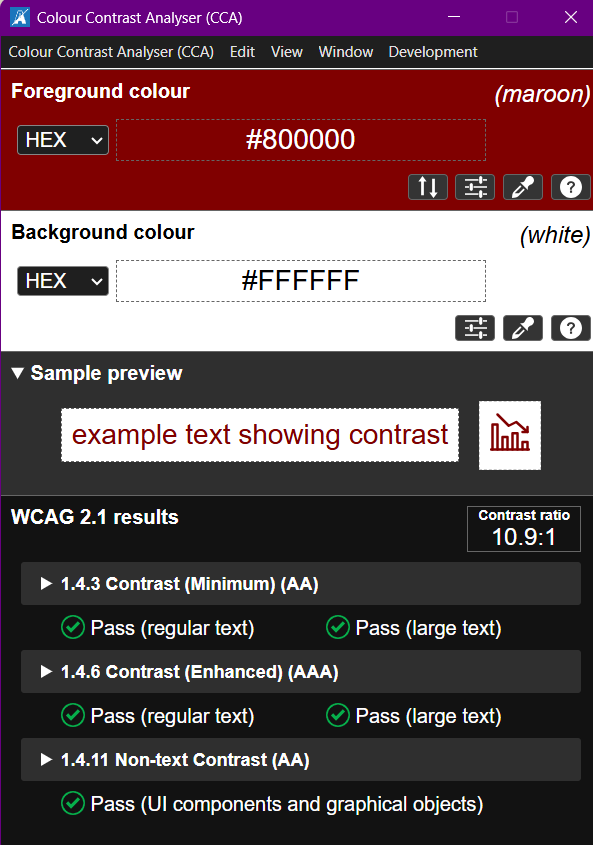 Colour Contrast Analyser (CCA)
Colour Contrast Analyser (CCA) Edit View Window Development
Foreground colour
(maroon)
HEX #800000
?
Background colour
(white)
HEX #FFFFFF
?
▼ Sample preview
example text showing contrast
WCAG 2.1 results
Contrast ratio
10.9:1
▶ 1.4.3 Contrast (Minimum) (AA)
Pass (regular text) Pass (large text)
▶ 1.4.6 Contrast (Enhanced) (AAA)
Pass (regular text) Pass (large text)
▶ 1.4.11 Non-text Contrast (AA)
Pass (UI components and graphical objects)